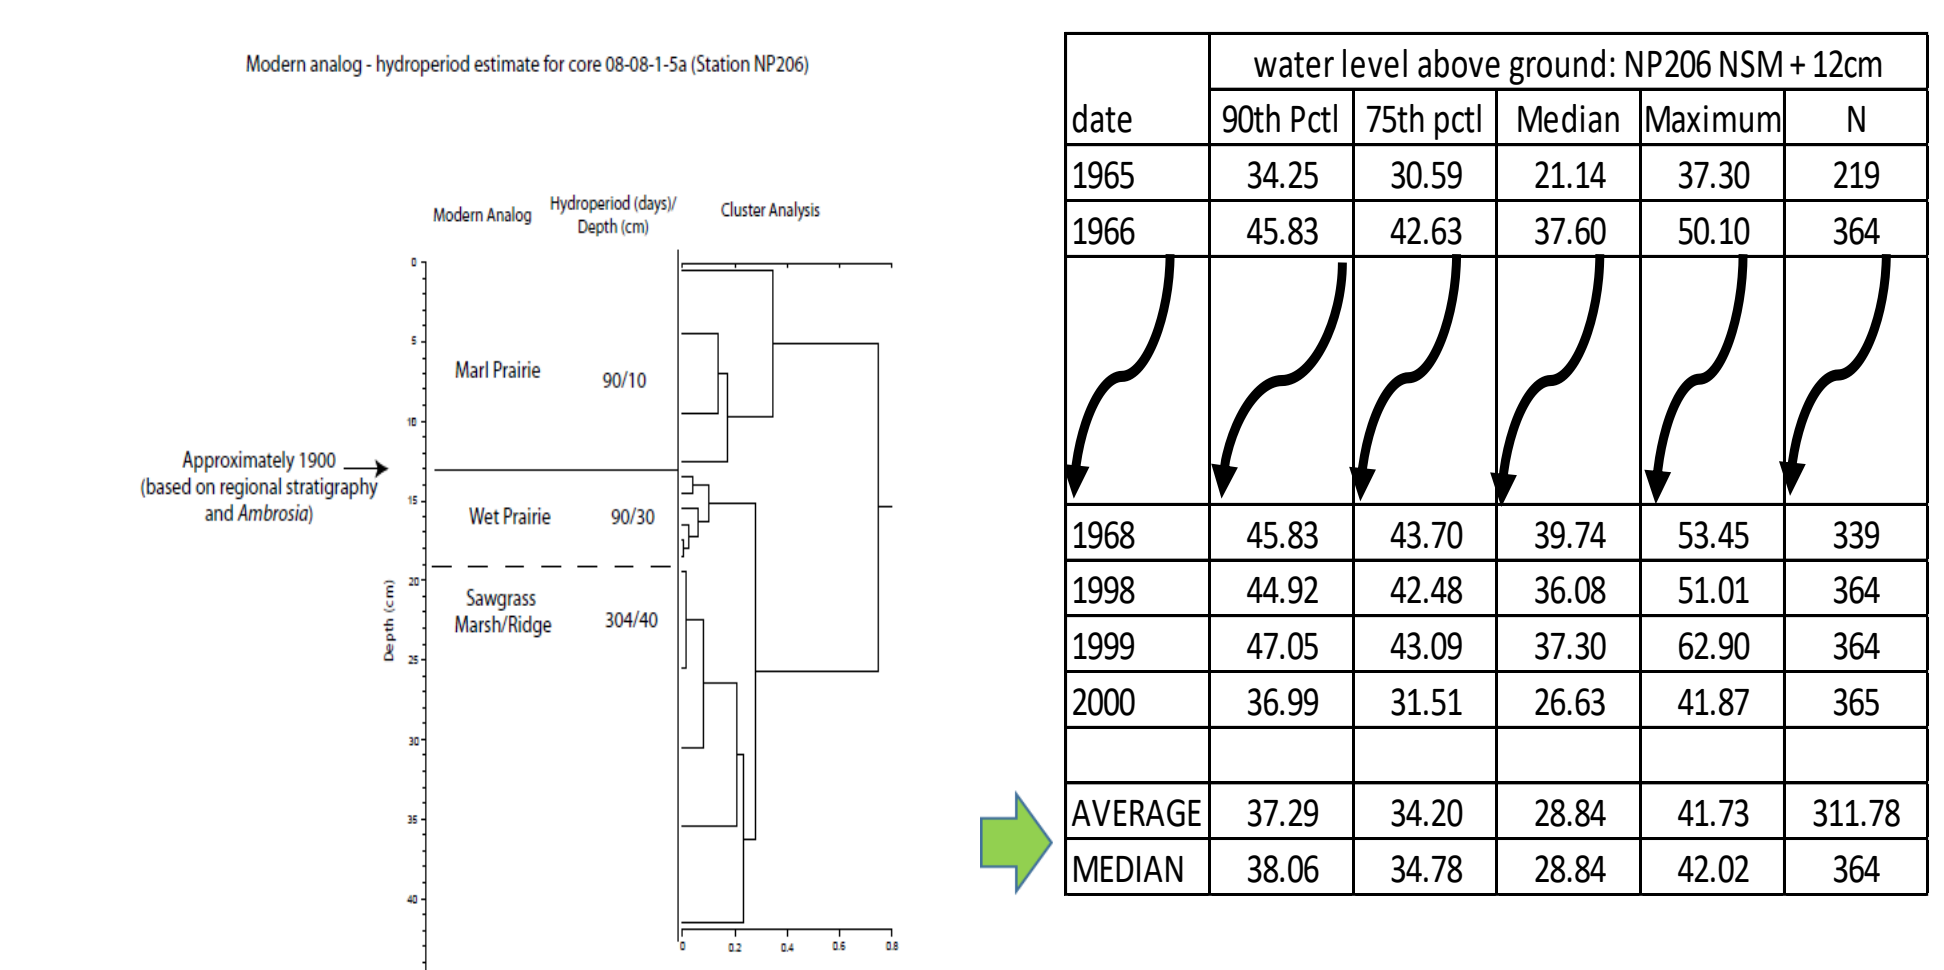 Modern analog - hydroperiod estimate for core 08-08-1-5a (Station NP206)
Modern Analog
Hydroperiod (days)/
Depth (cm)
Cluster Analysis
0
5
10
15
20
25
30
35
40
Depth (cm)
Marl Prairie
90/10
Approximately 1900
(based on regional stratigraphy
and Ambrosia)
Wet Prairie
90/30
Sawgrass
Marsh/Ridge
304/40
0 0.2 0.4 0.6 0.8
water level above ground: NP206 NSM + 12cm
date 90th Pctl 75th pctl Median Maximum N
1965 34.25 30.59 21.14 37.30 219
1966 45.83 42.63 37.60 50.10 364
1968 45.83 43.70 39.74 53.45 339
1998 44.92 42.48 36.08 51.01 364
1999 47.05 43.09 37.30 62.90 364
2000 36.99 31.51 26.63 41.87 365
AVERAGE 37.29 34.20 28.84 41.73 311.78
MEDIAN 38.06 34.78 28.84 42.02 364